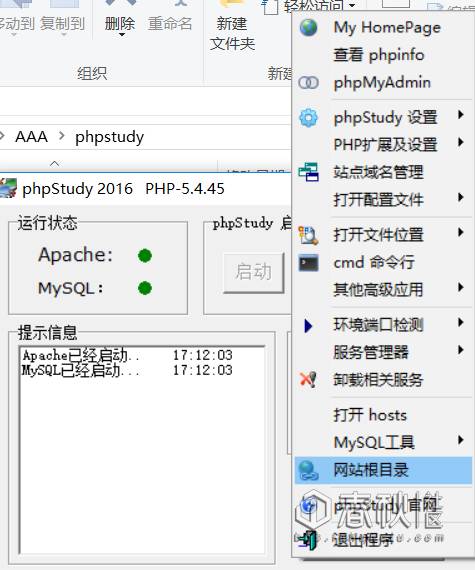 移动到 复制到 删除 重命名 新建 轻松访问
文件夹
组织 新建
AAA > phpstudy
phpStudy 2016 PHP-5.4.45
运行状态
Apache:
MySQL:
phpStudy 启
启动
提示信息
Apache已经启动.. 17:12:03
MySQL已经启动... 17:12:03
My HomePage
查看 phpinfo
phpMyAdmin
phpStudy 设置
PHP扩展及设置
站点域名管理
打开配置文件
打开文件位置
cmd 命令行
其他高级应用
环境端口检测
服务管理器
卸载相关服务
打开 hosts
MySQL工具
网站根目录
phpStudy 官网
退出程序